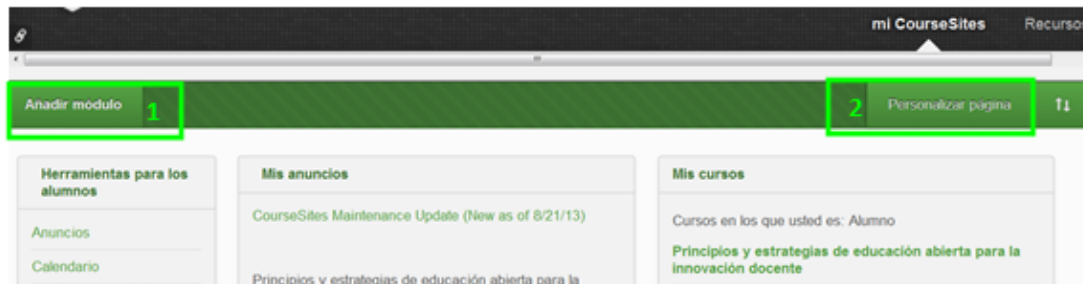 mi CourseSites Recursos
Añadir módulo 1
2 Personalizar página
Herramientas para los
alumnos
Anuncios
Calendario
Mis anuncios
CourseSites Maintenance Update (New as of 8/21/13)
Principios y estrategias de educación abierta para la
Mis cursos
Cursos en los que usted es: Alumno
Principios y estrategias de educación abierta para la
innovación docente